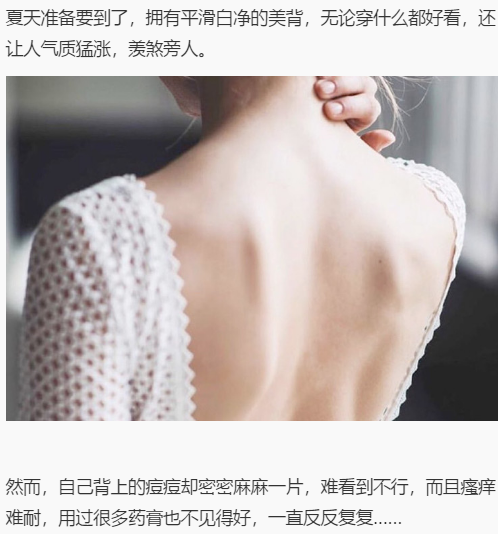 夏天准备要到了，拥有平滑白净的美背，无论穿什么都好看，还
让人气质猛涨，羡煞旁人。
然而，自己背上的痘痘却密密麻麻一片，难看到不行，而且瘙痒
难耐，用过很多药膏也不见得好，一直反反复复......